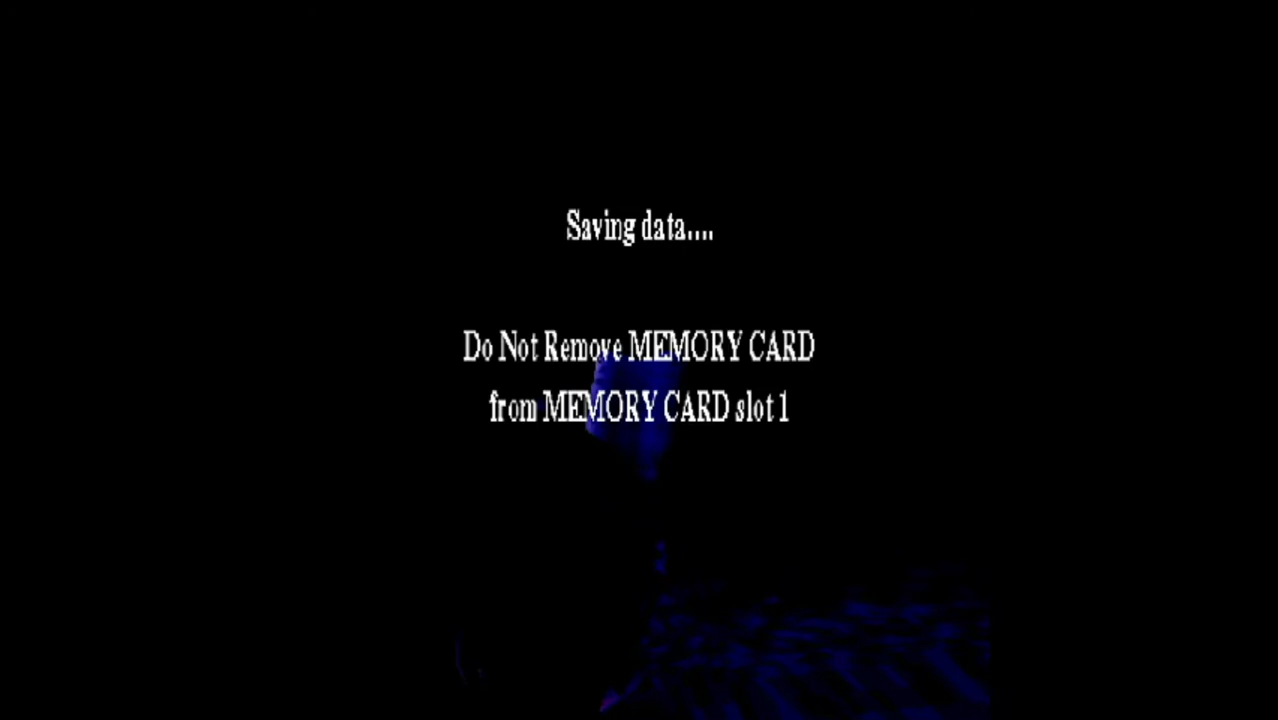 Saving data....
Do Not Remove MEMORY CARD
from MEMORY CARD slot 1